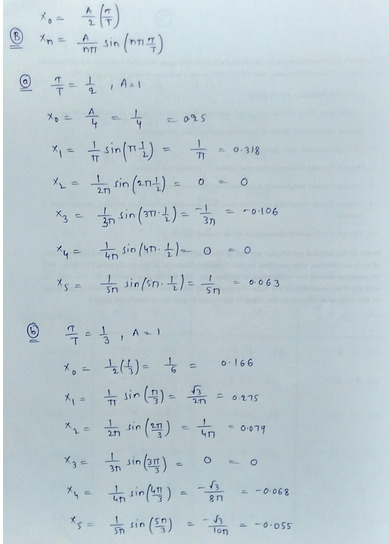 x₀ = A/2 (τ/T)
Ⓑ xₙ = A/nπ sin(nπ τ/T)
ⓐ τ/T = 1/2 , A=1
x₀ = A/4 = 1/4 = 0.25
x₁ = 1/π sin(π 1/2) = 1/π = 0.318
x₂ = 1/2π sin(2π 1/2) = 0 = 0
x₃ = 1/3π sin(3π · 1/2) = -1/3π = -0.106
x₄ = 1/4π sin(4π · 1/2) = 0 = 0
x₅ = 1/5π sin(5π · 1/2) = 1/5π = 0.063
ⓑ τ/T = 1/3 , A=1
x₀ = 1/2 (1/3) = 1/6 = 0.166
x₁ = 1/π sin(π/3) = √3/2π = 0.275
x₂ = 1/2π sin(2π/3) = 1/4π = 0.079
x₃ = 1/3π sin(3π/3) = 0 = 0
x₄ = 1/4π sin(4π/3) = -√3/8π = -0.068
x₅ = 1/5π sin(5π/3) = -√3/10π = -0.055